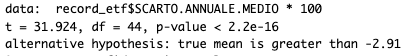 data:  record_etf$SCARTO.ANNUALE.MEDIO * 100
t = 31.924, df = 44, p-value < 2.2e-16
alternative hypothesis: true mean is greater than -2.91